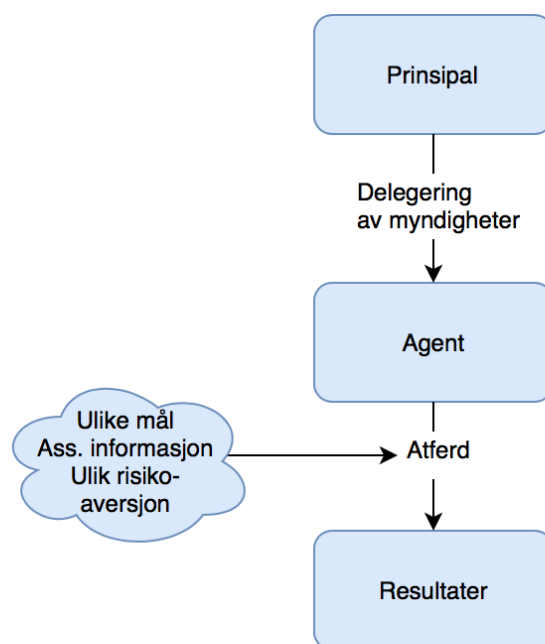 Prinsipal
Delegering
av myndigheter
Agent
Ulike mål
Ass. informasjon
Ulik risiko-
aversjon
Atferd
Resultater